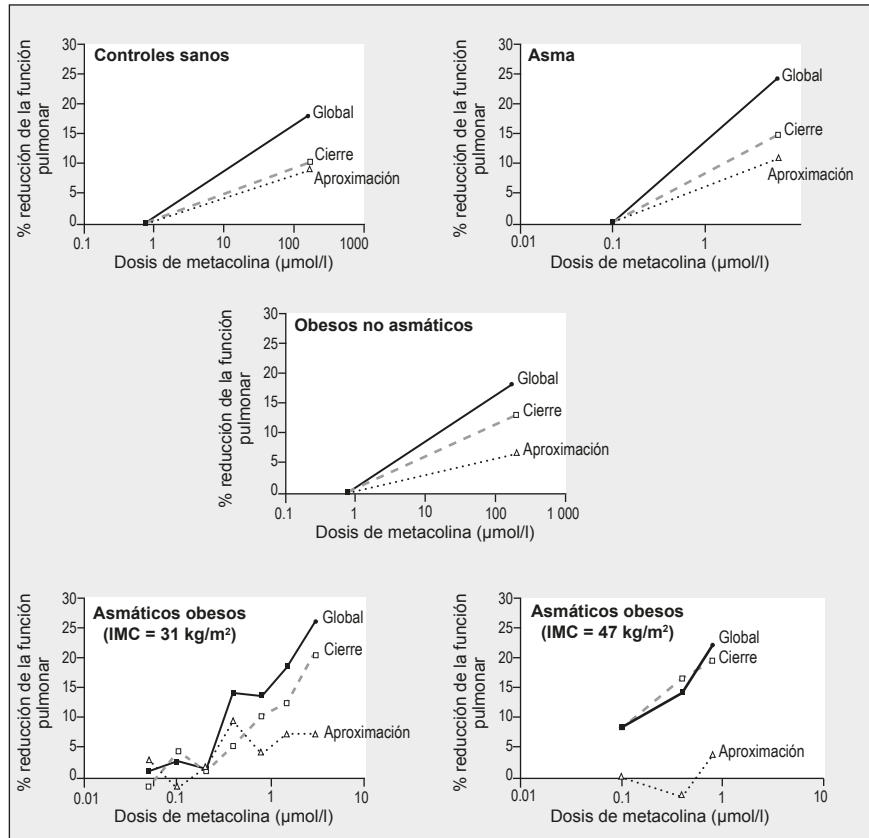 30
25
20
15
10
5
0
% reducción de la función
pulmonar
Controles sanos
Global
Cierre
Aproximación
0.1
1
10
100
1000
Dosis de metacolina (µmol/l)
30
25
20
15
10
5
0
% reducción de la función
pulmonar
Asma
Global
Cierre
Aproximación
0.01
0.1
1
Dosis de metacolina (µmol/l)
30
25
20
15
10
5
0
% reducción de la función
pulmonar
Obesos no asmáticos
Global
Cierre
Aproximación
0.1
1
10
100
1 000
Dosis de metacolina (µmol/l)
30
25
20
15
10
5
0
% reducción de la función
pulmonar
Asmáticos obesos
(IMC = 31 kg/m²)
Global
Cierre
Aproximación
0.01
0.1
1
10
Dosis de metacolina (µmol/l)
30
25
20
15
10
5
0
% reducción de la función
pulmonar
Asmáticos obesos
(IMC = 47 kg/m²)
Global
Cierre
Aproximación
0.01
0.1
1
10
Dosis de metacolina (µmol/l)